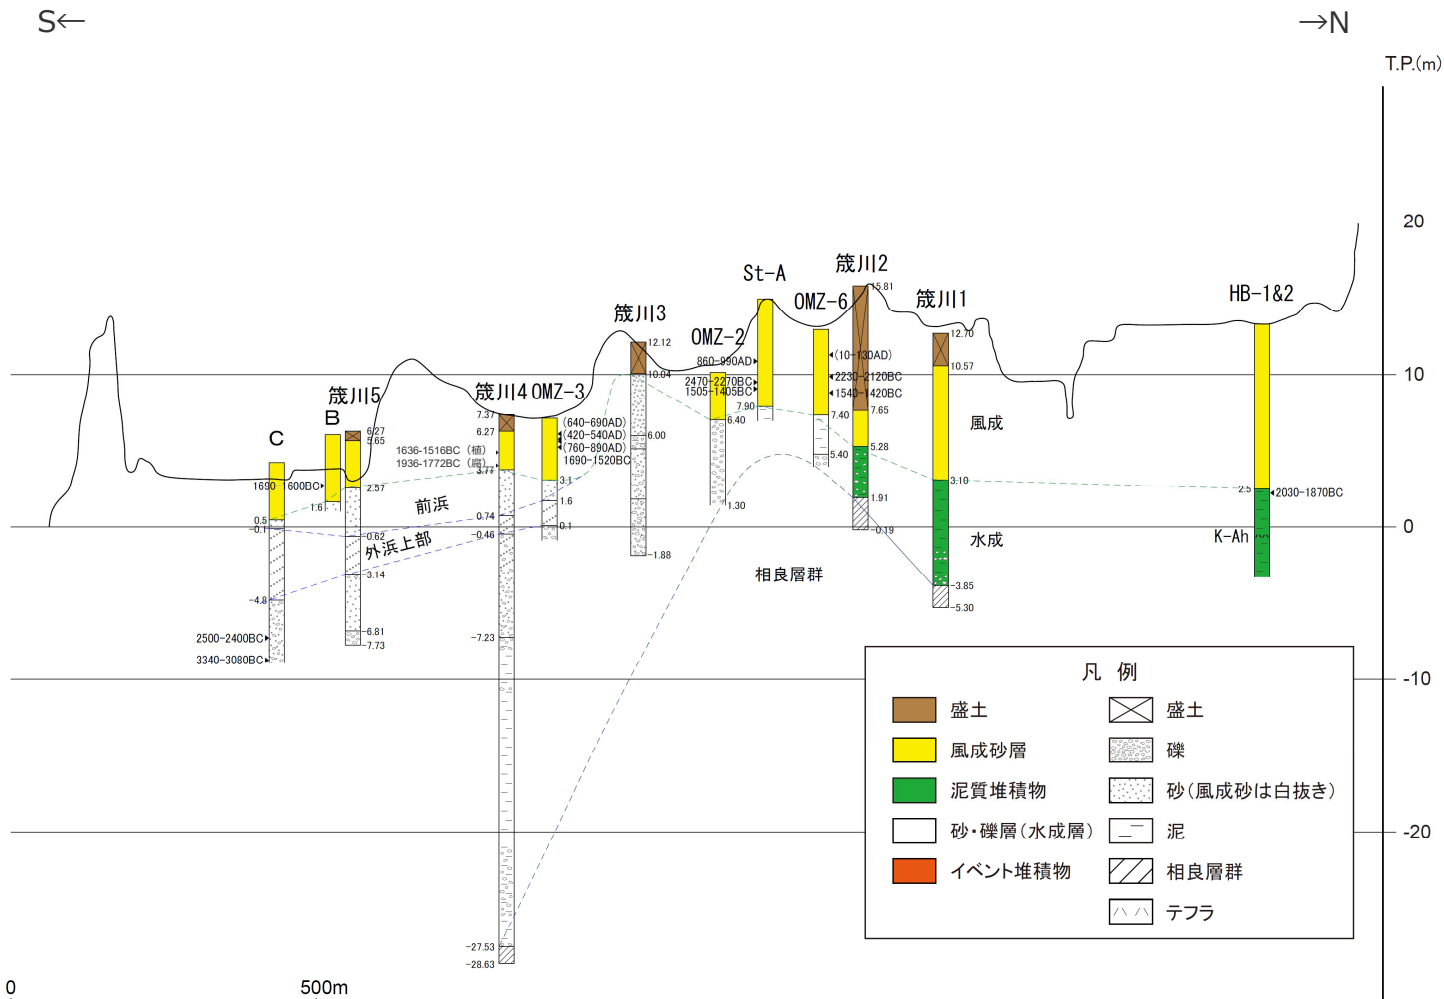 S←
→N
T.P.(m)
20
10
0
-10
-20
C
1690-1600BC
0.5
-0.1
-4.8
2500-2400BC
3340-3080BC
B
1.6
筬川5
6.27
5.65
2.57
-0.62
-3.14
-6.81
-7.73
前浜
外浜上部
筬川4
7.37
6.27
1636-1516BC (植)
1936-1772BC (腐)
3.77
0.74
-0.46
-7.23
-27.53
-28.63
OMZ-3
(640-690AD)
(420-540AD)
(760-890AD)
1690-1520BC
3.1
1.6
0.1
筬川3
12.12
10.04
6.00
-1.88
OMZ-2
6.40
1.30
St-A
860-990AD
2470-2270BC
1505-1405BC
7.90
OMZ-6
(10-130AD)
2230-2120BC
1540-1420BC
7.40
5.40
筬川2
15.81
7.65
5.28
1.91
-0.19
筬川1
12.70
10.57
3.10
-3.85
-5.30
風成
水成
相良層群
HB-1&2
2.5
2030-1870BC
K-Ah
凡 例
盛土
盛土
風成砂層
礫
泥質堆積物
砂(風成砂は白抜き)
砂・礫層(水成層)
泥
イベント堆積物
相良層群
テフラ
0
500m